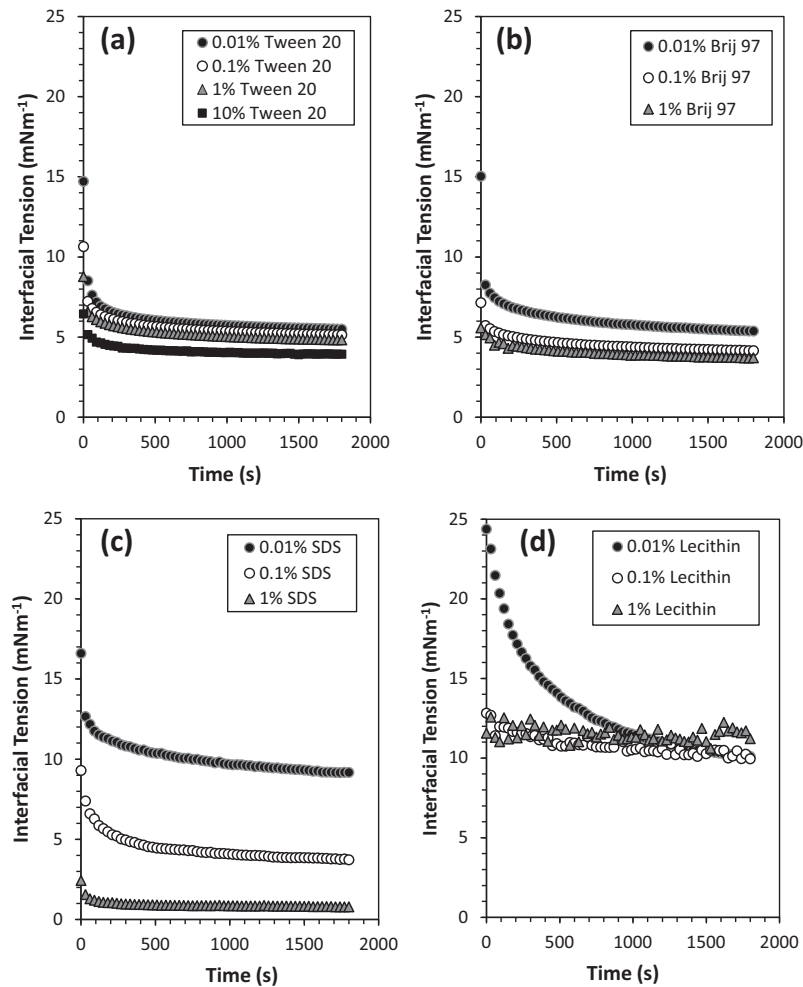 (a)
0.01% Tween 20
0.1% Tween 20
1% Tween 20
10% Tween 20
Interfacial Tension (mNm⁻¹)
25
20
15
10
5
0
0 500 1000 1500 2000
Time (s)
(b)
0.01% Brij 97
0.1% Brij 97
1% Brij 97
Interfacial Tension (mNm⁻¹)
25
20
15
10
5
0
0 500 1000 1500 2000
Time (s)
(c)
0.01% SDS
0.1% SDS
1% SDS
Interfacial Tension (mNm⁻¹)
25
20
15
10
5
0
0 500 1000 1500 2000
Time (s)
(d)
0.01% Lecithin
0.1% Lecithin
1% Lecithin
Interfacial Tension (mNm⁻¹)
25
20
15
10
5
0
0 500 1000 1500 2000
Time (s)